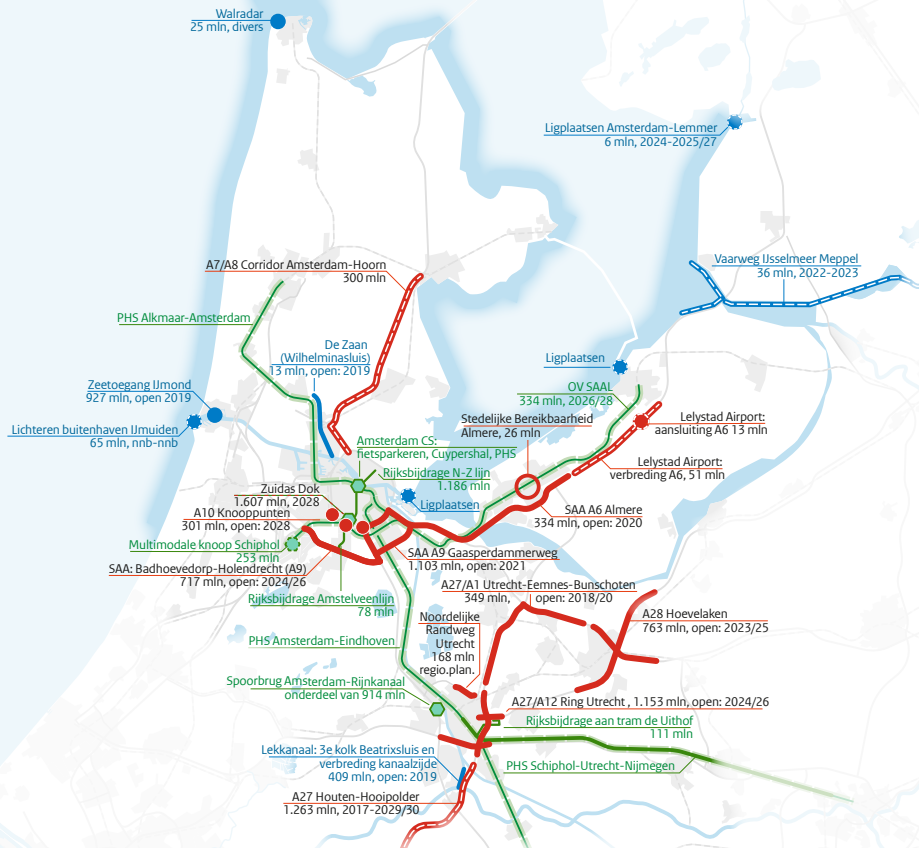 Walradar
25 mln, divers
Ligplaatsen Amsterdam-Lemmer
6 mln, 2024-2025/27
A7/A8 Corridor Amsterdam-Hoorn
300 mln
Vaarweg IJsselmeer Meppel
36 mln, 2022-2023
PHS Alkmaar-Amsterdam
De Zaan
(Wilhelminasluis)
13 mln, open: 2019
Ligplaatsen
Zeetoegang IJmond
927 mln, open 2019
OV SAAL
334 mln, 2026/28
Lichteren buitenhaven IJmuiden
65 mln, nnb-nnb
Stedelijke Bereikbaarheid
Almere, 26 mln
Lelystad Airport:
aansluiting A6 13 mln
Amsterdam CS:
fietsparkeren, Cuypershal, PHS
Lelystad Airport:
verbreding A6, 51 mln
Rijksbijdrage N-Z lijn
1.186 mln
Zuidas Dok
1.607 mln, 2028
Ligplaatsen
A10 Knooppunten
301 mln, open: 2028
SAA A6 Almere
334 mln, open: 2020
Multimodale knoop Schiphol
253 mln
SAA A9 Gaasperdammerweg
1.103 mln, open: 2021
SAA: Badhoevedorp-Holendrecht (A9)
717 mln, open: 2024/26
A27/A1 Utrecht-Eemnes-Bunschoten
349 mln, open: 2018/20
Rijksbijdrage Amstelveenlijn
78 mln
A28 Hoevelaken
763 mln, open: 2023/25
Noordelijke
Randweg
Utrecht
168 mln
regio.plan.
PHS Amsterdam-Eindhoven
Spoorbrug Amsterdam-Rijnkanaal
onderdeel van 914 mln
A27/A12 Ring Utrecht , 1.153 mln, open: 2024/26
Rijksbijdrage aan tram de Uithof
111 mln
Lekkanaal: 3e kolk Beatrixsluis en
verbreding kanaalzijde
409 mln, open: 2019
PHS Schiphol-Utrecht-Nijmegen
A27 Houten-Hooipolder
1.263 mln, 2017-2029/30